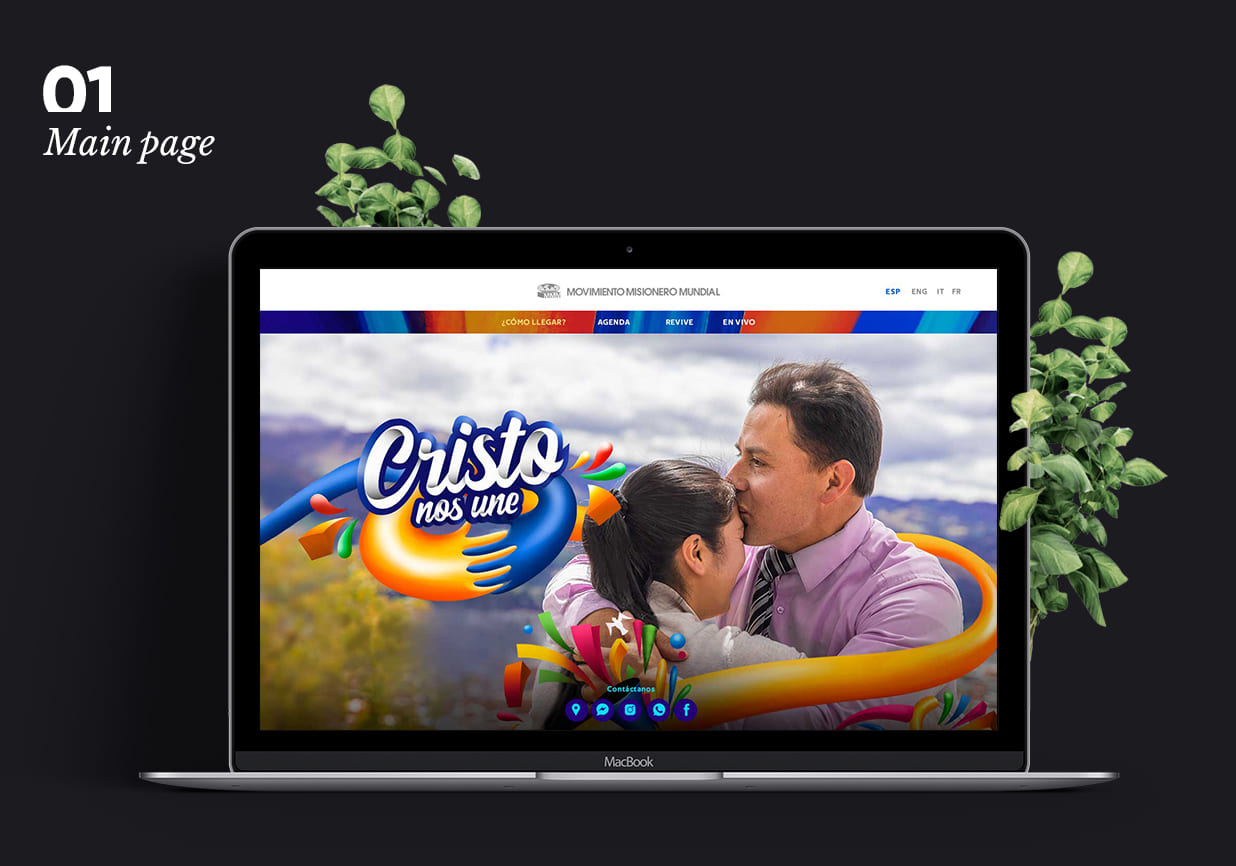 01
Main page
MOVIMIENTO MISIONERO MUNDIAL
ESP ENG IT FR
¿CÓMO LLEGAR? AGENDA REVIVE EN VIVO
Cristo
nos une
Contáctanos
MacBook